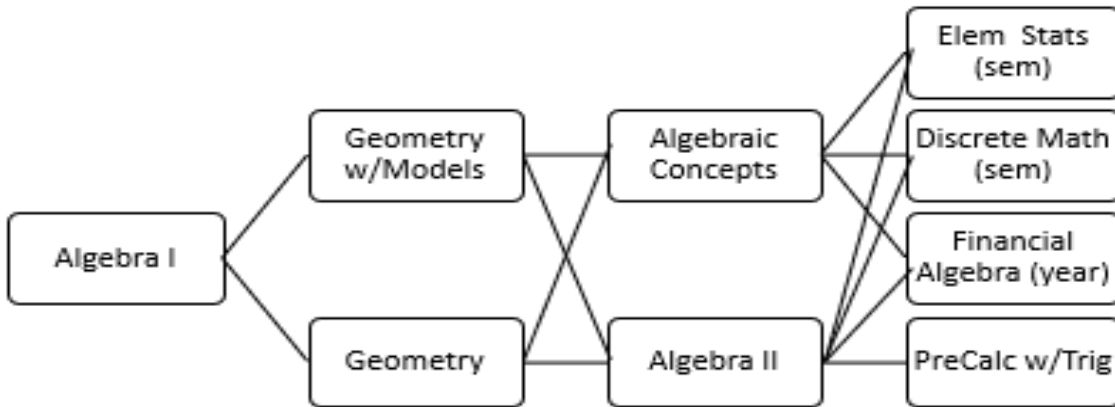 Algebra I
Geometry
w/Models
Geometry
Algebraic
Concepts
Algebra II
Elem Stats
(sem)
Discrete Math
(sem)
Financial
Algebra (year)
PreCalc w/Trig